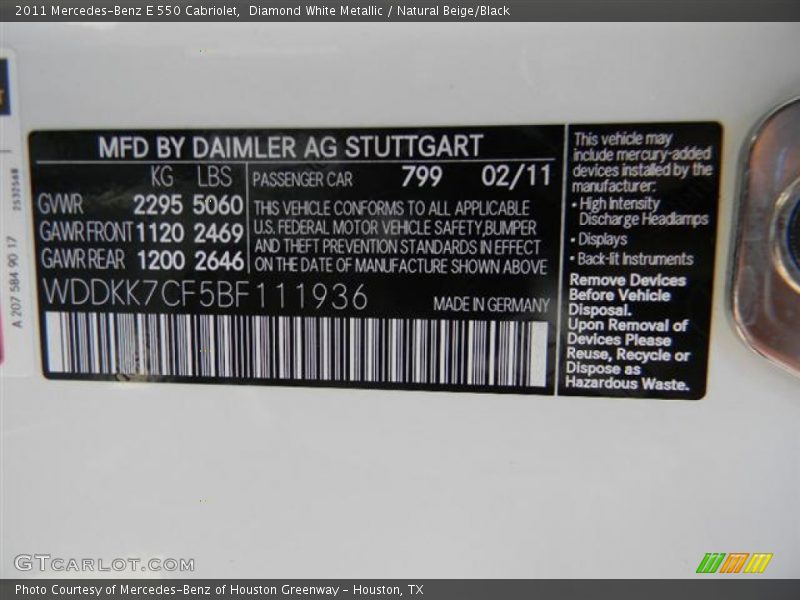 2011 Mercedes-Benz E 550 Cabriolet,  Diamond White Metallic / Natural Beige/Black
MFD BY DAIMLER AG STUTTGART
KG LBS
GVWR 2295 5060
GAWR FRONT 1120 2469
GAWR REAR 1200 2646
PASSENGER CAR 799 02/11
THIS VEHICLE CONFORMS TO ALL APPLICABLE
U.S. FEDERAL MOTOR VEHICLE SAFETY,BUMPER
AND THEFT PREVENTION STANDARDS IN EFFECT
ON THE DATE OF MANUFACTURE SHOWN ABOVE
WDDKK7CF5BF111936
MADE IN GERMANY
This vehicle may
include mercury-added
devices installed by the
manufacturer:
• High Intensity
Discharge Headlamps
• Displays
• Back-lit Instruments
Remove Devices
Before Vehicle
Disposal.
Upon Removal of
Devices Please
Reuse, Recycle or
Dispose as
Hazardous Waste.
A 207 584 90 17
GTCARLOT.COM
Photo Courtesy of Mercedes-Benz of Houston Greenway - Houston, TX